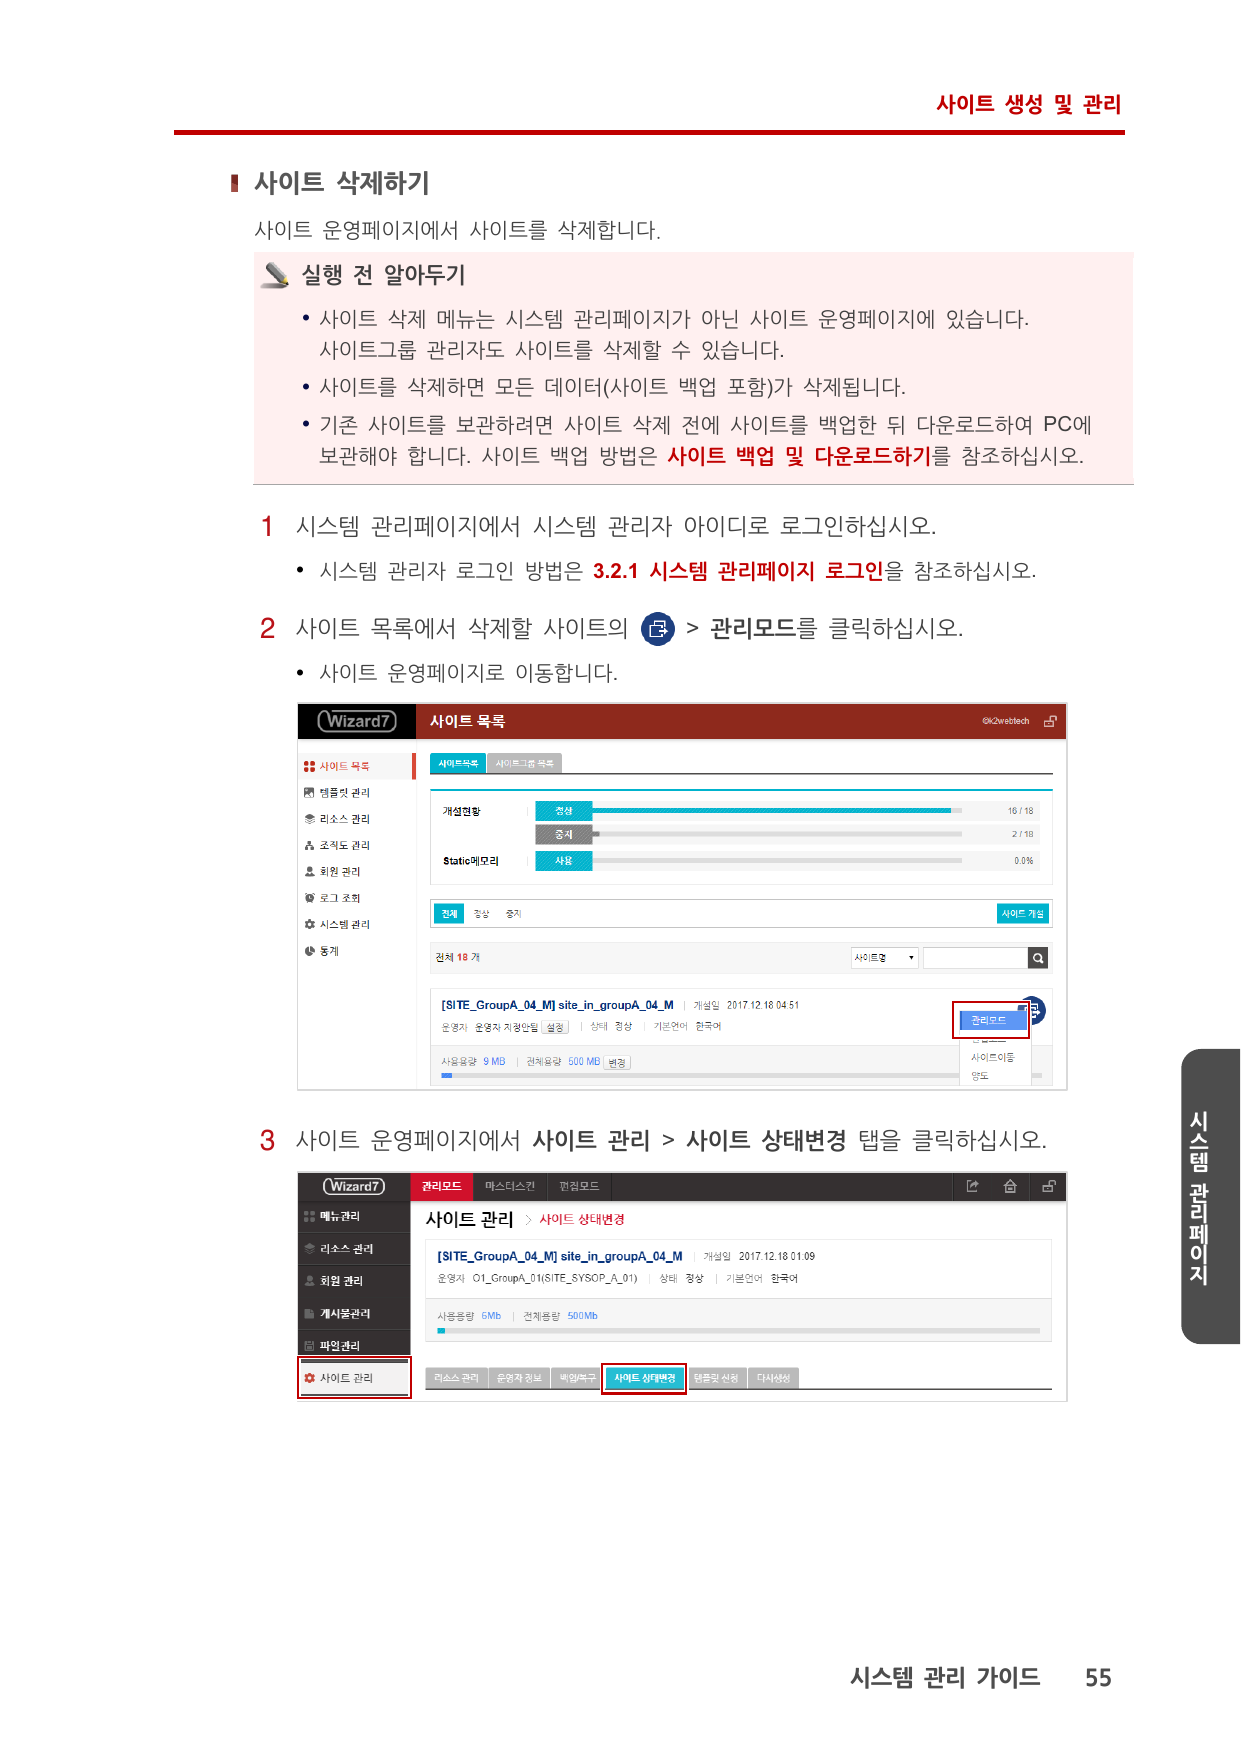 사이트 생성 및 관리
사이트 삭제하기
사이트 운영페이지에서 사이트를 삭제합니다.
실행 전 알아두기
• 사이트 삭제 메뉴는 시스템 관리페이지가 아닌 사이트 운영페이지에 있습니다.
사이트그룹 관리자도 사이트를 삭제할 수 있습니다.
• 사이트를 삭제하면 모든 데이터(사이트 백업 포함)가 삭제됩니다.
• 기존 사이트를 보관하려면 사이트 삭제 전에 사이트를 백업한 뒤 다운로드하여 PC에
보관해야 합니다. 사이트 백업 방법은 사이트 백업 및 다운로드하기를 참조하십시오.
1 시스템 관리페이지에서 시스템 관리자 아이디로 로그인하십시오.
• 시스템 관리자 로그인 방법은 3.2.1 시스템 관리페이지 로그인을 참조하십시오.
2 사이트 목록에서 삭제할 사이트의 > 관리모드를 클릭하십시오.
• 사이트 운영페이지로 이동합니다.
Wizard7 사이트 목록 @k2webtech
사이트 목록
템플릿 관리
리소스 관리
조직도 관리
회원 관리
로그 조회
시스템 관리
통계
사이트목록 사이트그룹 목록
개설현황 정상 16 / 18
중지 2 / 18
Static메모리 사용 0.0%
전체 정상 중지 사이트 개설
전체 18 개 사이트명
[SITE_GroupA_04_M] site_in_groupA_04_M 개설일 2017.12.18 04:51
운영자 운영자 지정안됨 설정 상태 정상 기본언어 한국어
사용용량 9 MB 전체용량 500 MB 변경
관리모드
사이트이동
양도
3 사이트 운영페이지에서 사이트 관리 > 사이트 상태변경 탭을 클릭하십시오.
Wizard7 관리모드 마스터스킨 편집모드
메뉴관리
리소스 관리
회원 관리
게시물관리
파일관리
사이트 관리
사이트 관리 > 사이트 상태변경
[SITE_GroupA_04_M] site_in_groupA_04_M 개설일 2017.12.18 01:09
운영자 O1_GroupA_01(SITE_SYSOP_A_01) 상태 정상 기본언어 한국어
사용용량 6Mb 전체용량 500Mb
리소스 관리 운영자 정보 백업/복구 사이트 상태변경 템플릿 신청 다시생성
시스템 관리페이지
시스템 관리 가이드 55